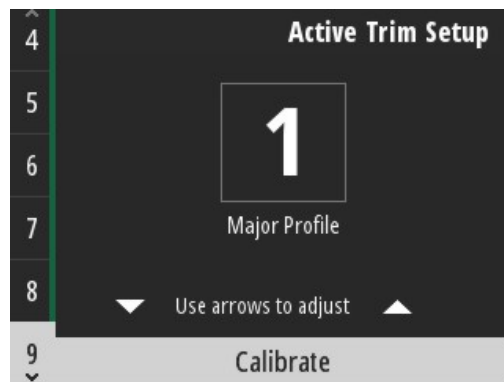 Active Trim Setup
4
5
6
7
8
9
1
Major Profile
Use arrows to adjust
Calibrate